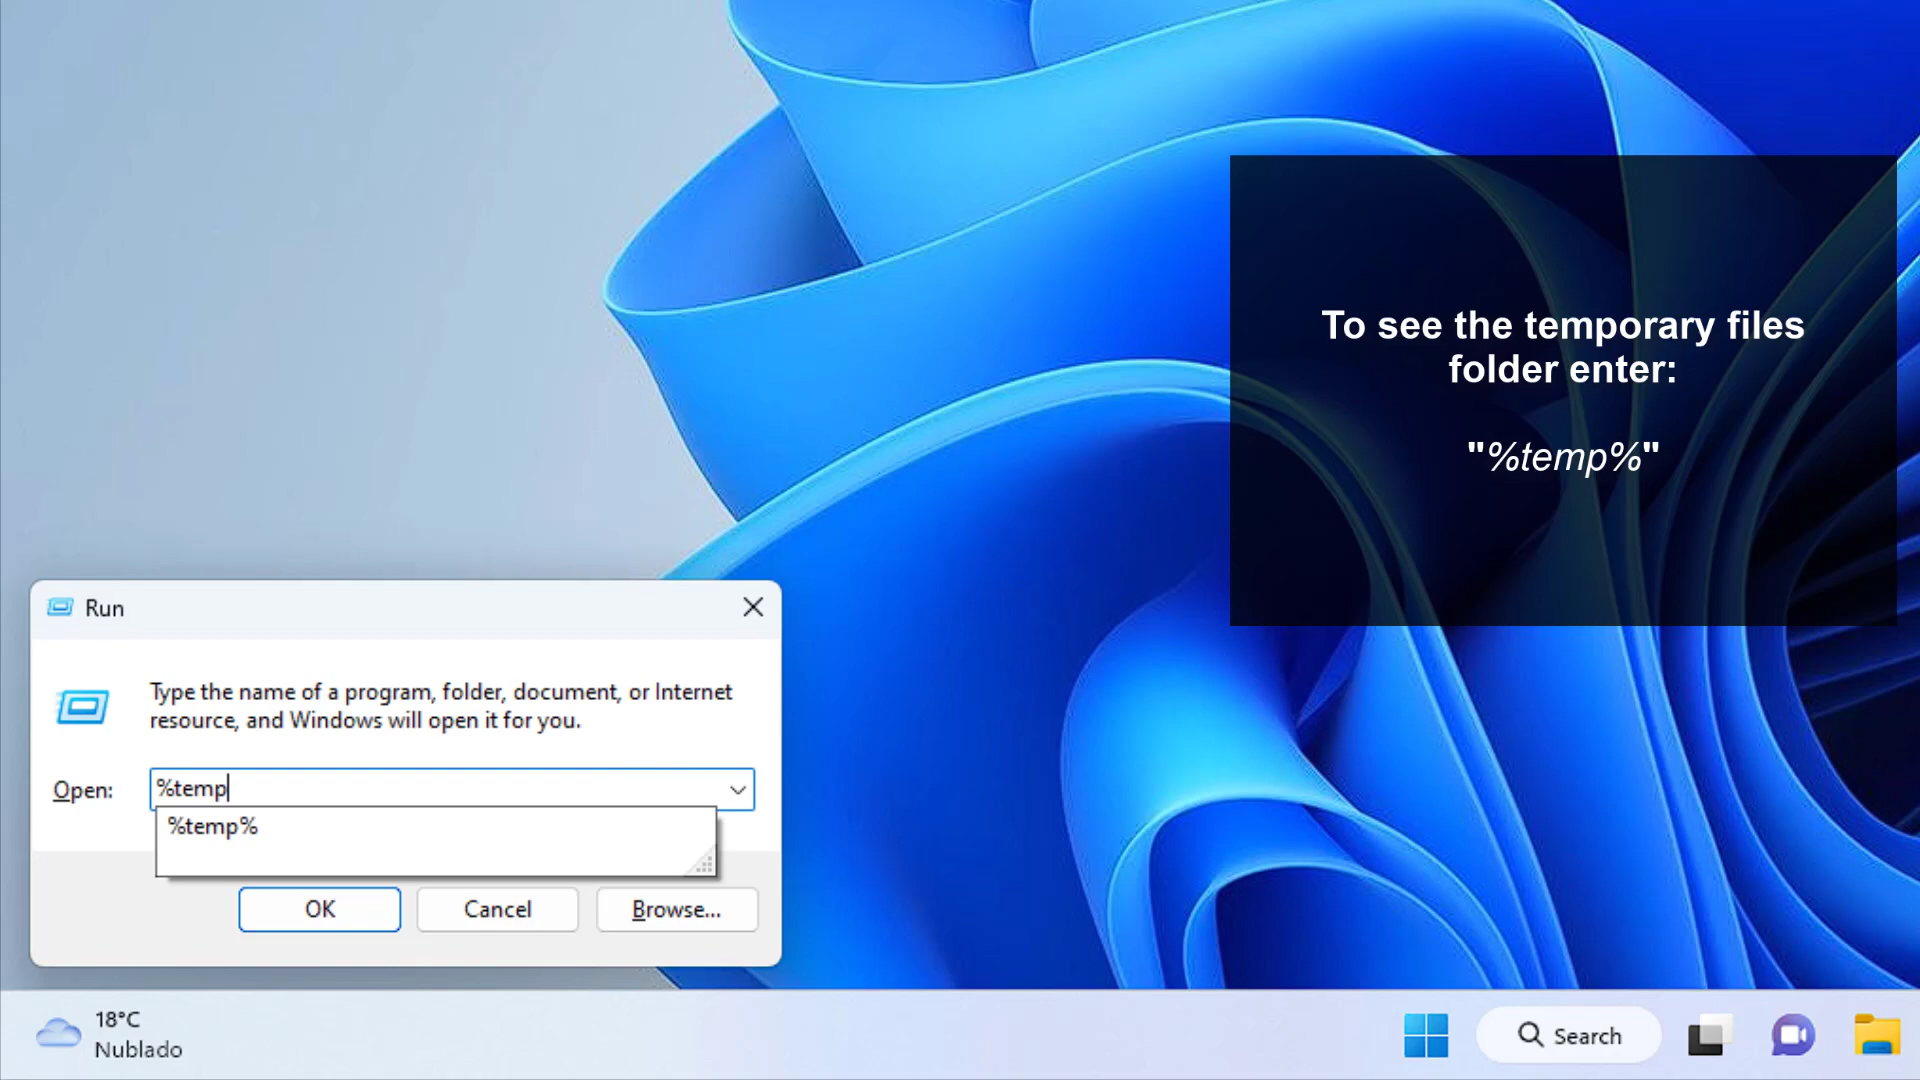 To see the temporary files
folder enter:
"%temp%"
Run
Type the name of a program, folder, document, or Internet
resource, and Windows will open it for you.
Open:
%temp
%temp%
OK
Cancel
Browse...
18°C
Nublado
Search